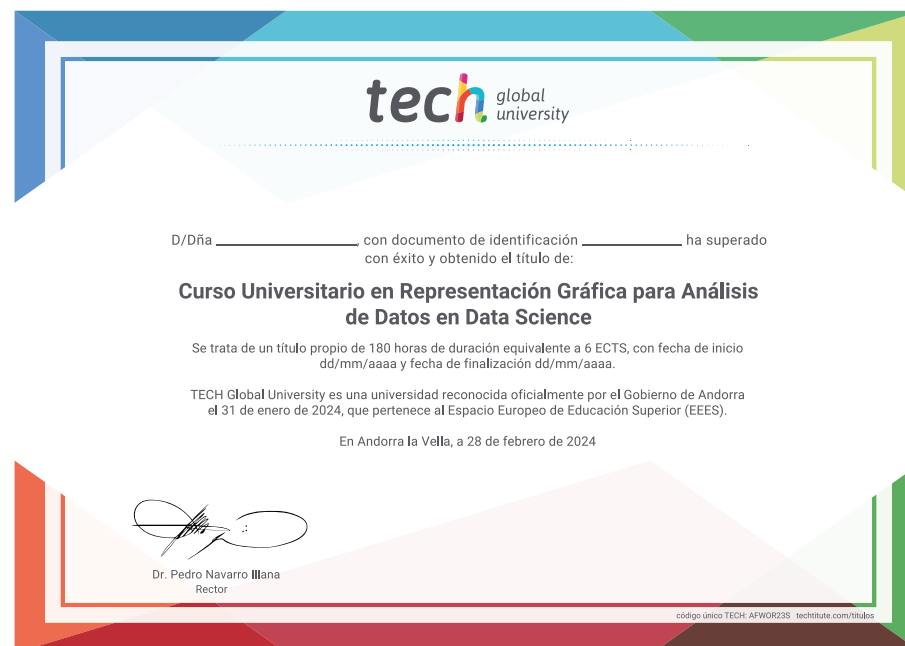 tech global university
D/Dña ________________, con documento de identificación ____________ ha superado
con éxito y obtenido el título de:
Curso Universitario en Representación Gráfica para Análisis
de Datos en Data Science
Se trata de un título propio de 180 horas de duración equivalente a 6 ECTS, con fecha de inicio
dd/mm/aaaa y fecha de finalización dd/mm/aaaa.
TECH Global University es una universidad reconocida oficialmente por el Gobierno de Andorra
el 31 de enero de 2024, que pertenece al Espacio Europeo de Educación Superior (EEES).
En Andorra la Vella, a 28 de febrero de 2024
Dr. Pedro Navarro Illana
Rector
código único TECH: AFWOR23S techtitute.com/titulos